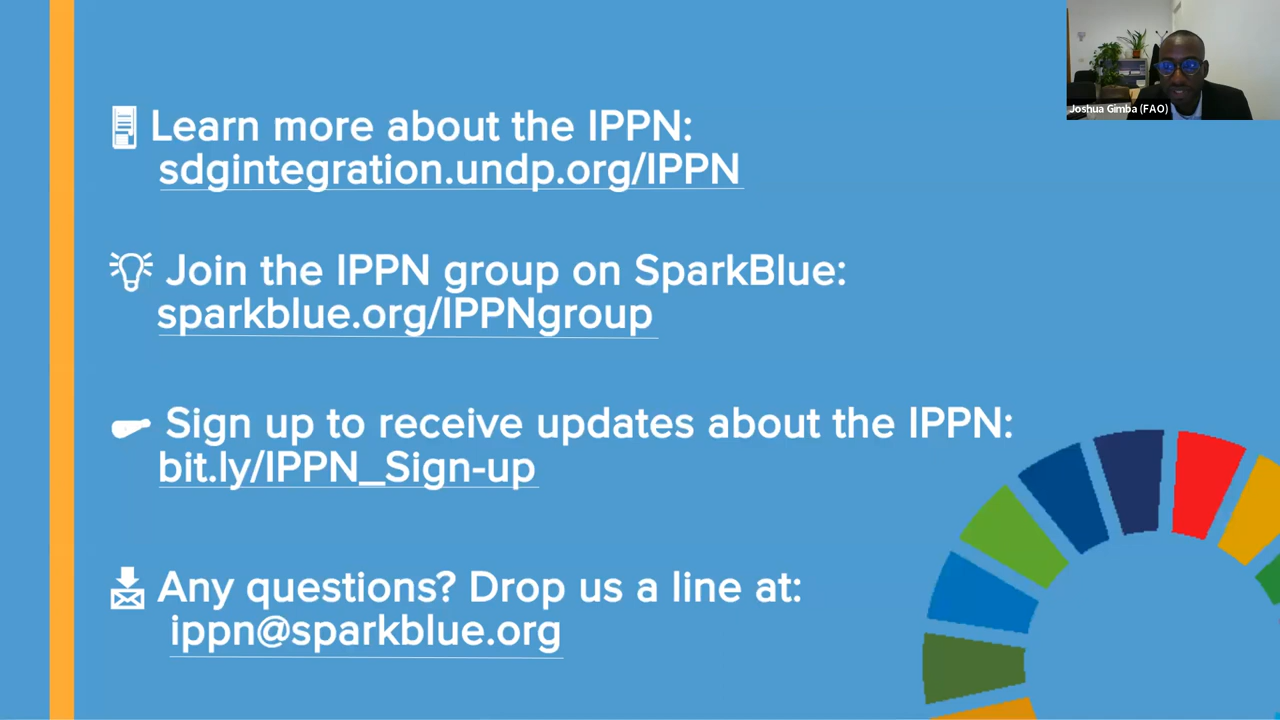 Learn more about the IPPN:
sdgintegration.undp.org/IPPN
Join the IPPN group on SparkBlue:
sparkblue.org/IPPNgroup
Sign up to receive updates about the IPPN:
bit.ly/IPPN_Sign-up
Any questions? Drop us a line at:
ippn@sparkblue.org
Joshua Gimba (FAO)